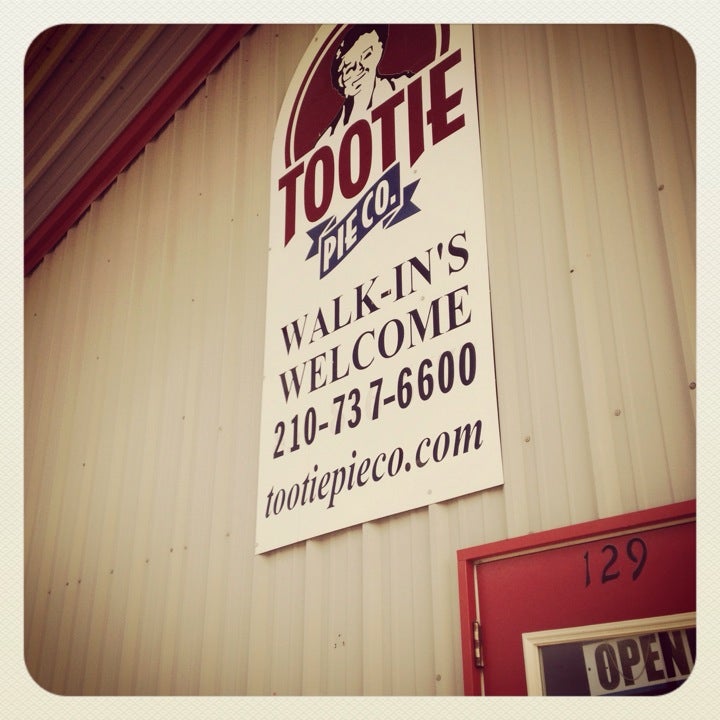 TOOTIE
PIE CO.
WALK-IN'S
WELCOME
210-737-6600
tootiepieco.com
129
OPEN